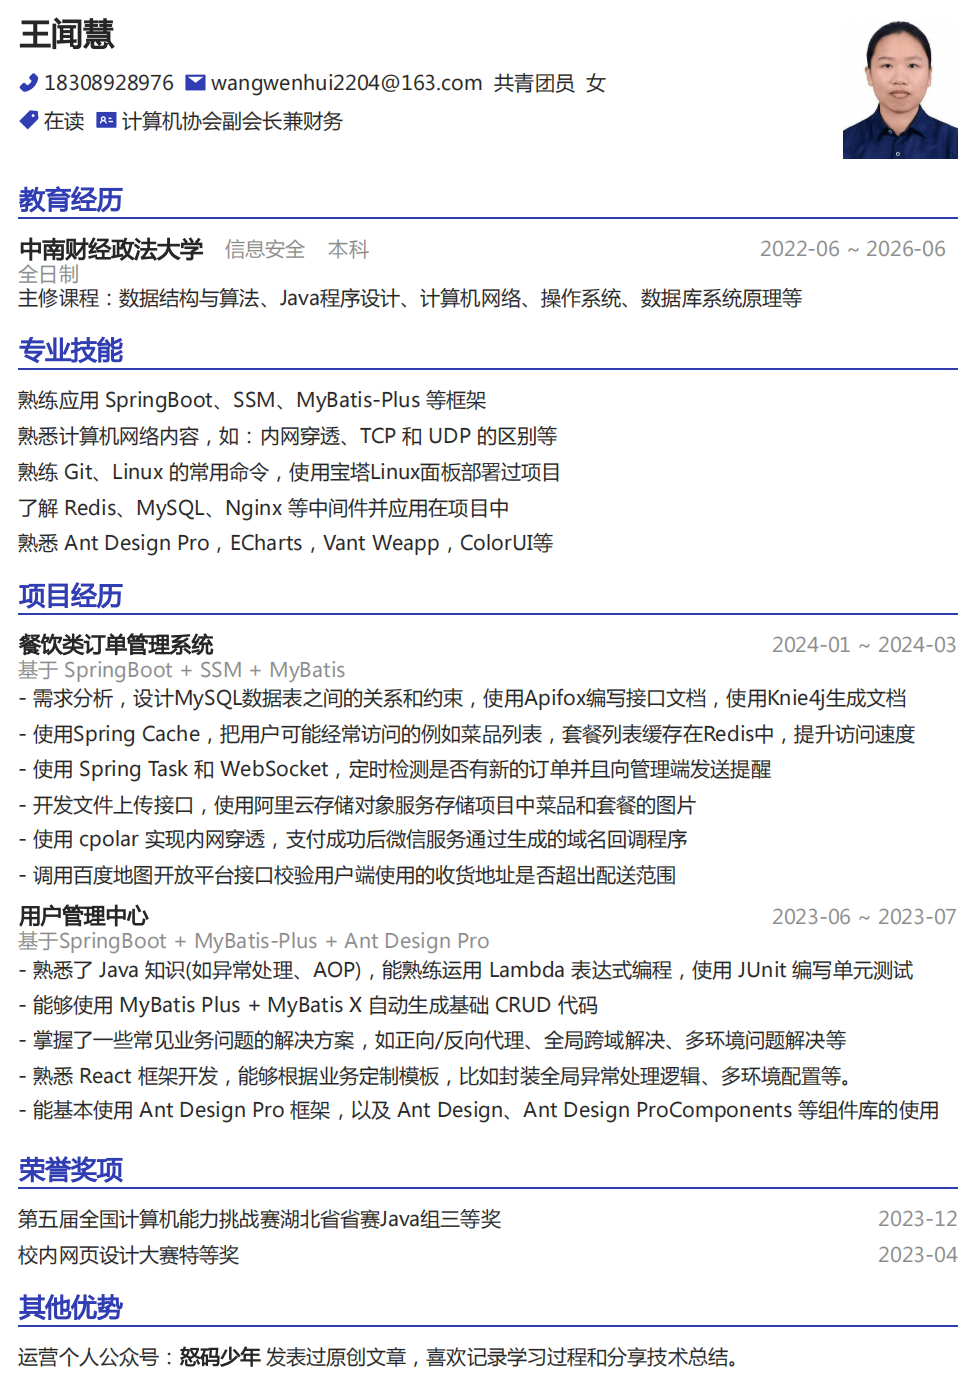 王闻慧
18308928976 wangwenhui2204@163.com 共青团员 女
在读 计算机协会副会长兼财务
教育经历
中南财经政法大学 信息安全 本科 2022-06 ~ 2026-06
全日制
主修课程：数据结构与算法、Java程序设计、计算机网络、操作系统、数据库系统原理等
专业技能
熟练应用 SpringBoot、SSM、MyBatis-Plus 等框架
熟悉计算机网络内容，如：内网穿透、TCP 和 UDP 的区别等
熟练 Git、Linux 的常用命令，使用宝塔Linux面板部署过项目
了解 Redis、MySQL、Nginx 等中间件并应用在项目中
熟悉 Ant Design Pro，ECharts，Vant Weapp，ColorUI等
项目经历
餐饮类订单管理系统 2024-01 ~ 2024-03
基于 SpringBoot + SSM + MyBatis
- 需求分析，设计MySQL数据表之间的关系和约束，使用Apifox编写接口文档，使用Knie4j生成文档
- 使用Spring Cache，把用户可能经常访问的例如菜品列表，套餐列表缓存在Redis中，提升访问速度
- 使用 Spring Task 和 WebSocket，定时检测是否有新的订单并且向管理端发送提醒
- 开发文件上传接口，使用阿里云存储对象服务存储项目中菜品和套餐的图片
- 使用 cpolar 实现内网穿透，支付成功后微信服务通过生成的域名回调程序
- 调用百度地图开放平台接口校验用户端使用的收货地址是否超出配送范围
用户管理中心 2023-06 ~ 2023-07
基于SpringBoot + MyBatis-Plus + Ant Design Pro
- 熟悉了 Java 知识(如异常处理、AOP)，能熟练运用 Lambda 表达式编程，使用 JUnit 编写单元测试
- 能够使用 MyBatis Plus + MyBatis X 自动生成基础 CRUD 代码
- 掌握了一些常见业务问题的解决方案，如正向/反向代理、全局跨域解决、多环境问题解决等
- 熟悉 React 框架开发，能够根据业务定制模板，比如封装全局异常处理逻辑、多环境配置等。
- 能基本使用 Ant Design Pro 框架，以及 Ant Design、Ant Design ProComponents 等组件库的使用
荣誉奖项
第五届全国计算机能力挑战赛湖北省省赛Java组三等奖 2023-12
校内网页设计大赛特等奖 2023-04
其他优势
运营个人公众号：怒码少年 发表过原创文章，喜欢记录学习过程和分享技术总结。